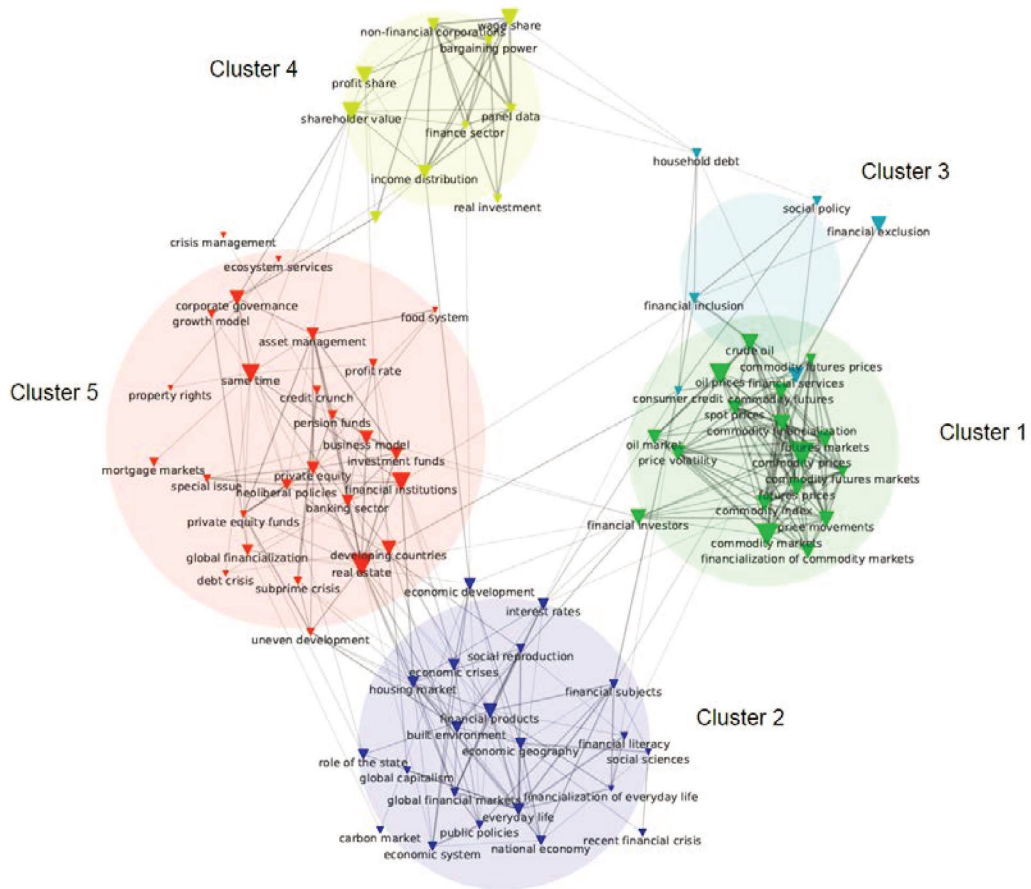 wage share
non-financial corporations
bargaining power
Cluster 4
profit share
shareholder value
panel data
finance sector
income distribution
real investment
household debt
Cluster 3
social policy
financial exclusion
financial inclusion
crisis management
ecosystem services
corporate governance
growth model
food system
asset management
same time
profit rate
Cluster 5
property rights
credit crunch
pension funds
business model
investment funds
mortgage markets
special issue
private equity
neoliberal policies
financial institutions
banking sector
private equity funds
global financialization
developing countries
real estate
debt crisis
subprime crisis
uneven development
crude oil
commodity futures prices
oil prices
financial services
consumer credit
commodity futures
spot prices
commodity financialization
Cluster 1
oil market
futures markets
price volatility
commodity prices
commodity futures markets
futures prices
commodity index
financial investors
price movements
commodity markets
financialization of commodity markets
economic development
interest rates
social reproduction
economic crises
housing market
financial subjects
Cluster 2
financial products
built environment
economic geography
financial literacy
social sciences
role of the state
global capitalism
global financial markets
financialization of everyday life
everyday life
public policies
carbon market
economic system
national economy
recent financial crisis